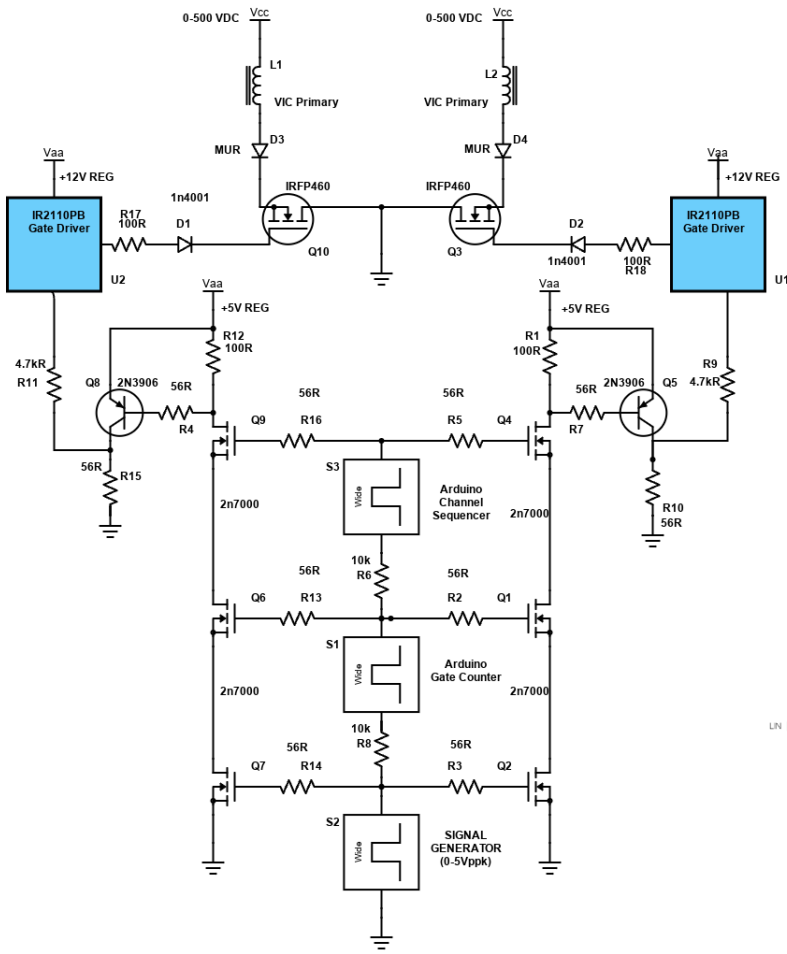 0-500 VDC
Vcc
0-500 VDC
Vcc
L1
VIC Primary
L2
VIC Primary
D3
MUR
D4
MUR
Vaa
+12V REG
IRFP460
IRFP460
Vaa
+12V REG
1n4001
IR2110PB
Gate Driver
R17
100R
D1
Q10
Q3
D2
1n4001
100R
R18
IR2110PB
Gate Driver
U2
U1
Vaa
+5V REG
Vaa
+5V REG
R12
100R
R1
100R
4.7kR
R11
Q8
2N3906
56R
R4
56R
R7
2N3906
Q5
R9
4.7kR
Q9
56R
R16
56R
R5
Q4
56R
R15
S3
Wide
Arduino
Channel
Sequencer
R10
56R
2n7000
2n7000
10k
R6
Q6
56R
R13
56R
R2
Q1
S1
Wide
Arduino
Gate Counter
2n7000
2n7000
LIN
10k
R8
Q7
56R
R14
56R
R3
Q2
S2
Wide
SIGNAL
GENERATOR
(0-5Vppk)